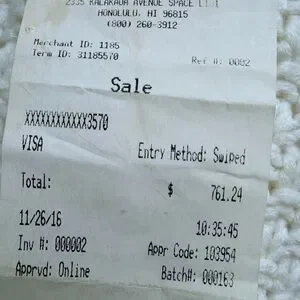 2335 KALAKAUA AVENUE SPACE
HONOLULU, HI 96815
(800) 260-3912
Merchant ID: 1185
Term ID: 31185570
Ref #: 0002
Sale
XXXXXXXXXXXX3570
VISA
Entry Method: Swiped
Total: $ 761.24
11/26/16 10:35:45
Inv #: 000002 Appr Code: 103954
Apprvd: Online Batch#: 000163